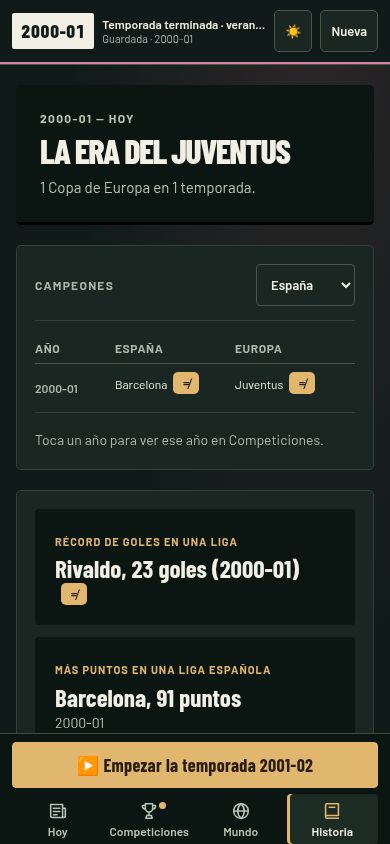 2000-01
Temporada terminada · veran...
Guardada · 2000-01
Nueva
2000-01 — HOY
LA ERA DEL JUVENTUS
1 Copa de Europa en 1 temporada.
CAMPEONES
España
AÑO ESPAÑA EUROPA
2000-01 Barcelona ≠ Juventus ≠
Toca un año para ver ese año en Competiciones.
RÉCORD DE GOLES EN UNA LIGA
Rivaldo, 23 goles (2000-01)
≠
MÁS PUNTOS EN UNA LIGA ESPAÑOLA
Barcelona, 91 puntos
2000-01
Empezar la temporada 2001-02
Hoy Competiciones Mundo Historia